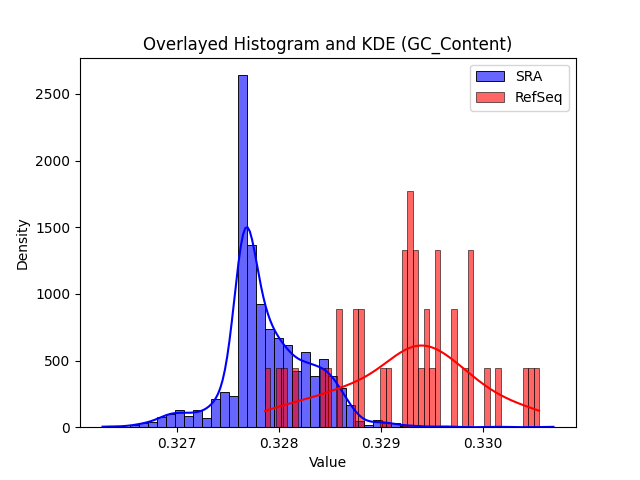 Overlayed Histogram and KDE (GC_Content)
SRA
RefSeq
2500
2000
1500
1000
500
0
Density
0.327 0.328 0.329 0.330
Value